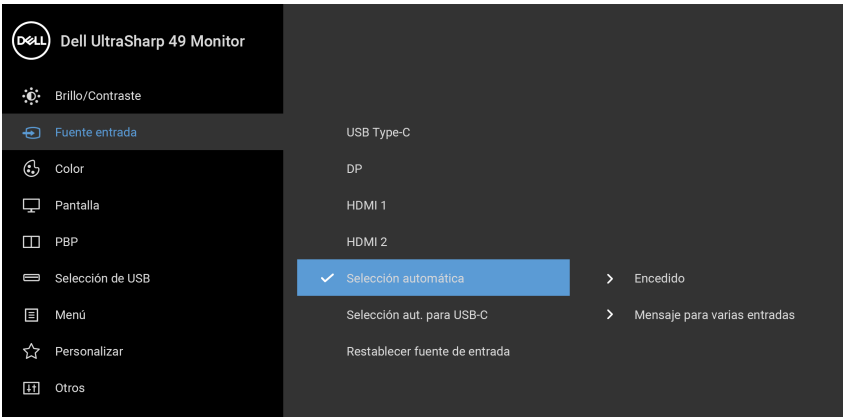 DELL
Dell UltraSharp 49 Monitor
Brillo/Contraste
Fuente entrada
USB Type-C
Color
DP
Pantalla
HDMI 1
PBP
HDMI 2
Selección de USB
Selección automática
Encedido
Menú
Selección aut. para USB-C
Mensaje para varias entradas
Personalizar
Restablecer fuente de entrada
Otros